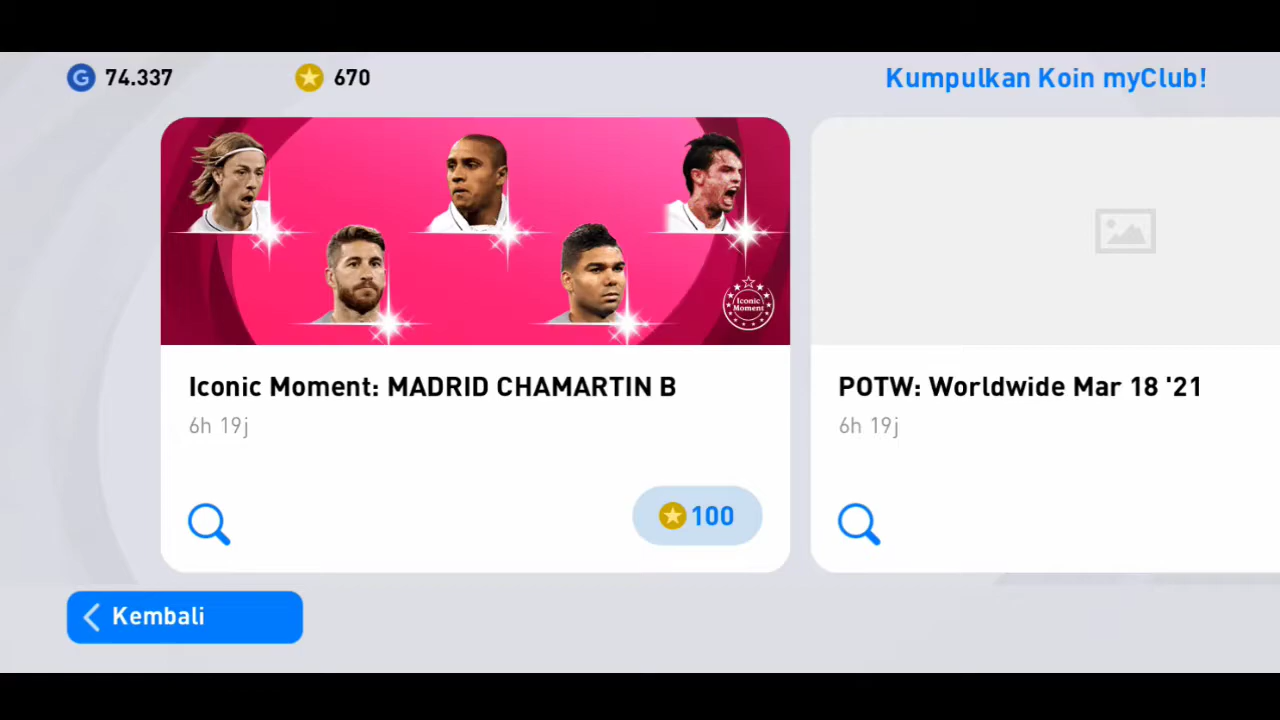 G 74.337
670
Kumpulkan Koin myClub!
Iconic
Moment
Iconic Moment: MADRID CHAMARTIN B
6h 19j
100
POTW: Worldwide Mar 18 '21
6h 19j
Kembali